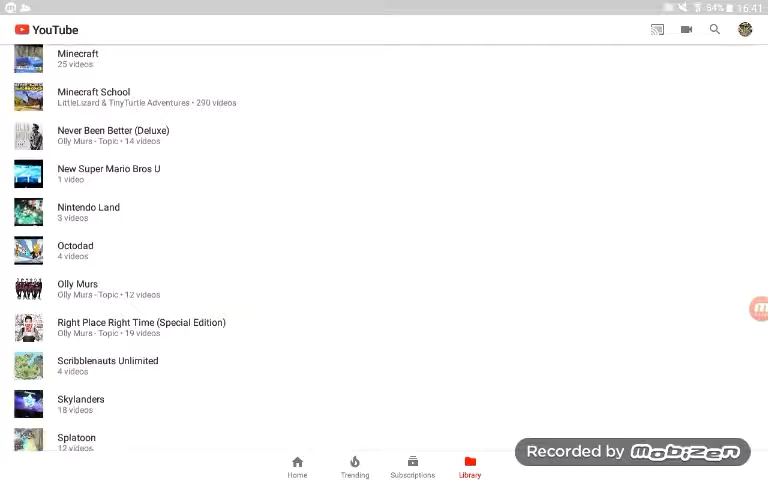 84% 16:41
YouTube
Minecraft
25 videos
Minecraft School
LittleLizard & TinyTurtle Adventures • 290 videos
Never Been Better (Deluxe)
Olly Murs - Topic • 14 videos
New Super Mario Bros U
1 video
Nintendo Land
3 videos
Octodad
4 videos
Olly Murs
Olly Murs - Topic • 12 videos
Right Place Right Time (Special Edition)
Olly Murs - Topic • 19 videos
Scribblenauts Unlimited
4 videos
Skylanders
18 videos
Splatoon
12 videos
Home
Trending
Subscriptions
Library
Recorded by mobizen